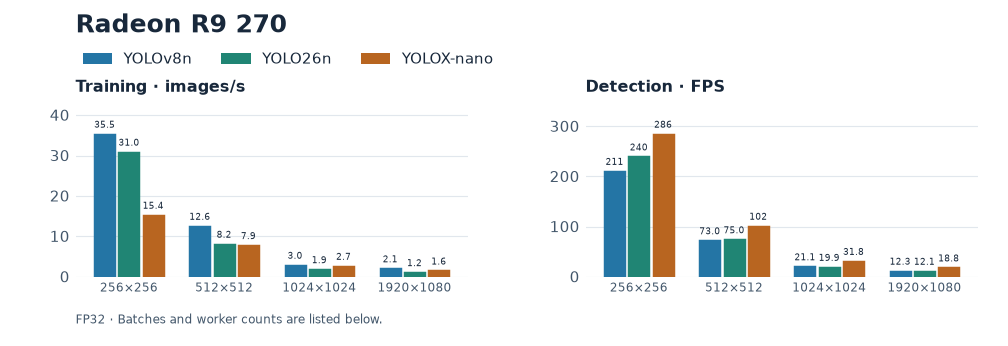 Radeon R9 270
YOLOv8n YOLO26n YOLOX-nano
Training · images/s
40
30
20
10
0
35.5 31.0 15.4
12.6 8.2 7.9
3.0 1.9 2.7
2.1 1.2 1.6
256×256 512×512 1024×1024 1920×1080
Detection · FPS
300
200
100
0
211 240 286
73.0 75.0 102
21.1 19.9 31.8
12.3 12.1 18.8
256×256 512×512 1024×1024 1920×1080
FP32 · Batches and worker counts are listed below.